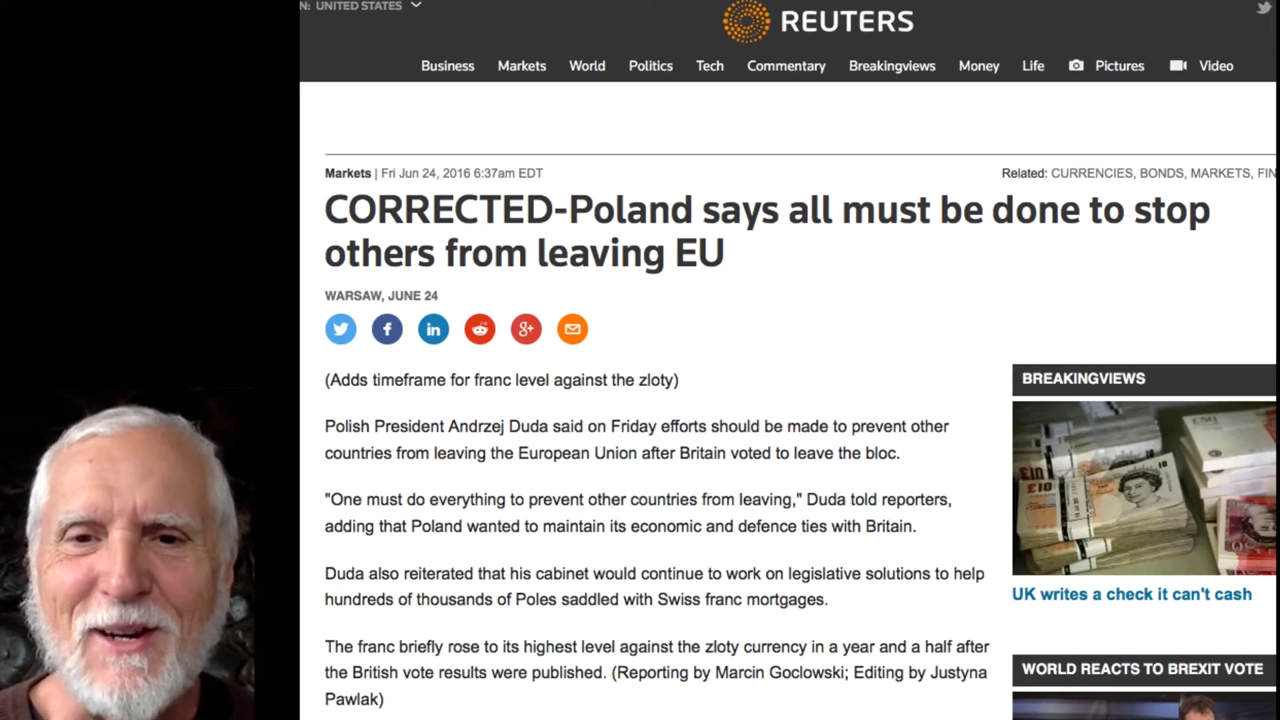 N: UNITED STATES
REUTERS
Business Markets World Politics Tech Commentary Breakingviews Money Life Pictures Video
Markets | Fri Jun 24, 2016 6:37am EDT
Related: CURRENCIES, BONDS, MARKETS, FIN
CORRECTED-Poland says all must be done to stop
others from leaving EU
WARSAW, JUNE 24
(Adds timeframe for franc level against the zloty)
Polish President Andrzej Duda said on Friday efforts should be made to prevent other
countries from leaving the European Union after Britain voted to leave the bloc.
"One must do everything to prevent other countries from leaving," Duda told reporters,
adding that Poland wanted to maintain its economic and defence ties with Britain.
Duda also reiterated that his cabinet would continue to work on legislative solutions to help
hundreds of thousands of Poles saddled with Swiss franc mortgages.
The franc briefly rose to its highest level against the zloty currency in a year and a half after
the British vote results were published. (Reporting by Marcin Goclowski; Editing by Justyna
Pawlak)
BREAKINGVIEWS
£10
UK writes a check it can't cash
WORLD REACTS TO BREXIT VOTE